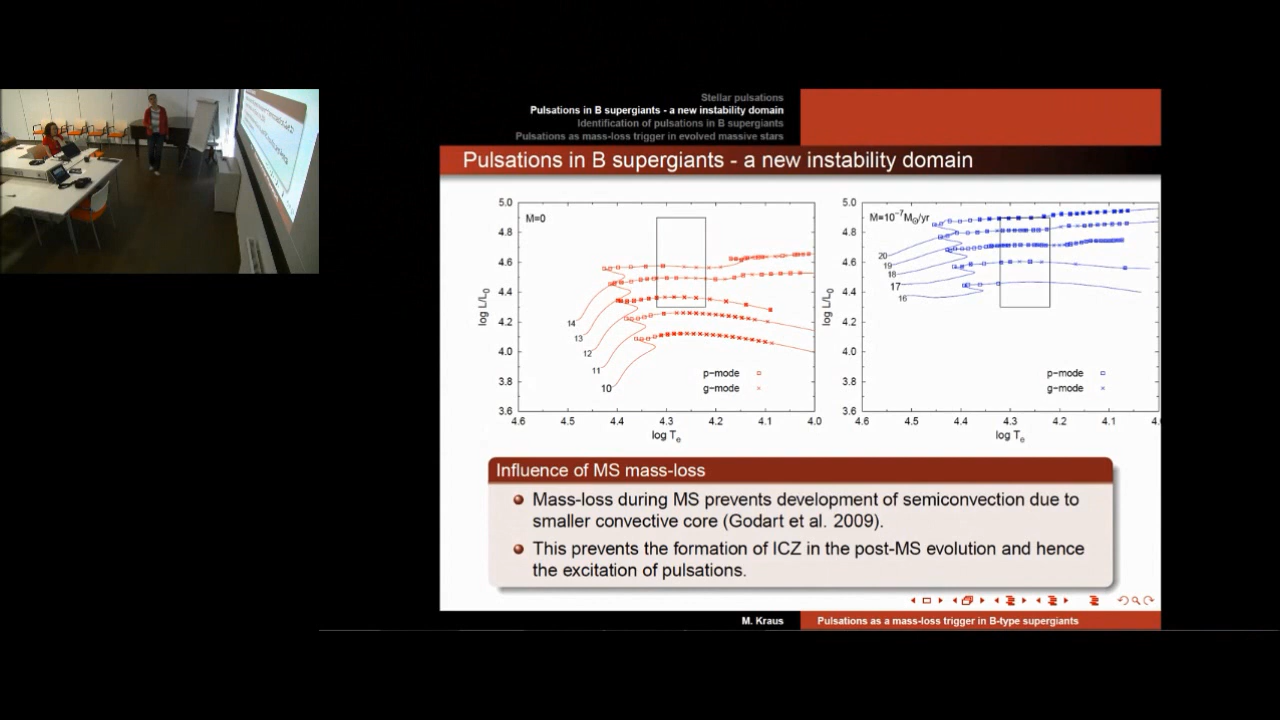 Stellar pulsations
Pulsations in B supergiants - a new instability domain
Identification of pulsations in B supergiants
Pulsations as mass-loss trigger in evolved massive stars
Pulsations in B supergiants - a new instability domain
5.0
4.8
4.6
4.4
4.2
4.0
3.8
3.6
log L/L₀
M=0
14
13
12
11
10
p-mode
g-mode
4.6 4.5 4.4 4.3 4.2 4.1 4.0
log Tₑ
5.0
4.8
4.6
4.4
4.2
4.0
3.8
3.6
log L/L₀
M=10⁻⁷M☉/yr
20
19
18
17
16
p-mode
g-mode
4.6 4.5 4.4 4.3 4.2 4.1 4.
log Tₑ
Influence of MS mass-loss
Mass-loss during MS prevents development of semiconvection due to
smaller convective core (Godart et al. 2009).
This prevents the formation of ICZ in the post-MS evolution and hence
the excitation of pulsations.
M. Kraus
Pulsations as a mass-loss trigger in B-type supergiants